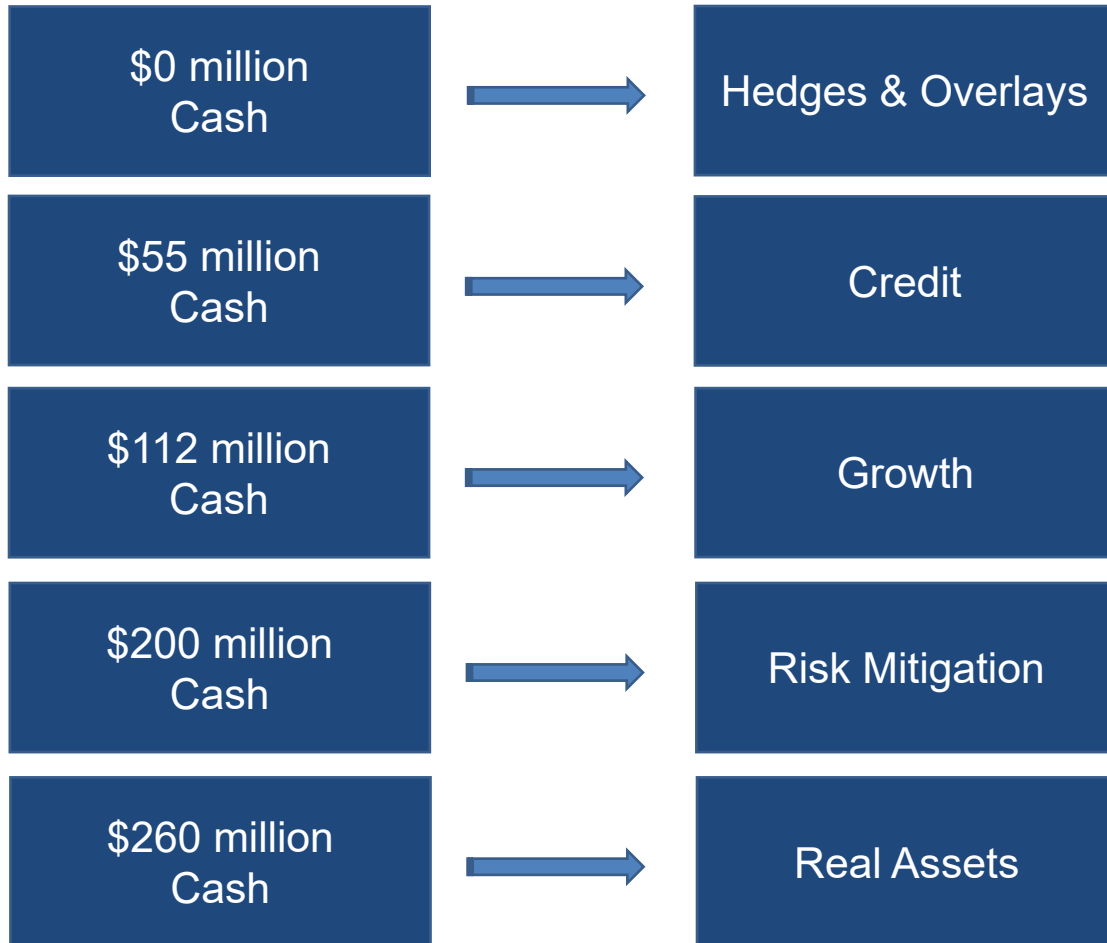 $0 million
Cash
Hedges & Overlays
$55 million
Cash
Credit
$112 million
Cash
Growth
$200 million
Cash
Risk Mitigation
$260 million
Cash
Real Assets